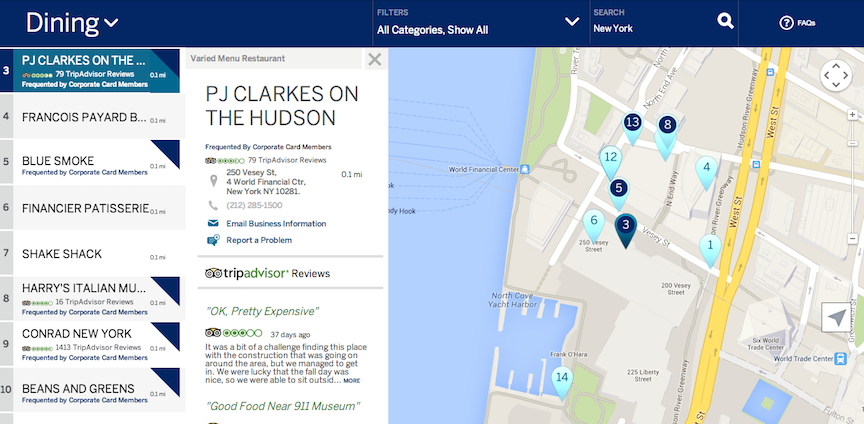 Dining
FILTERS
All Categories, Show All
SEARCH
New York
FAQs
3
PJ CLARKES ON THE ...
79 TripAdvisor Reviews
0.1 mi
Frequented by Corporate Card Members
4
FRANCOIS PAYARD B...
0.1 mi
5
BLUE SMOKE
0.1 mi
Frequented by Corporate Card Members
6
FINANCIER PATISSERIE
0.1 mi
7
SHAKE SHACK
0.1 mi
8
HARRY'S ITALIAN MU...
16 TripAdvisor Reviews
0.1 mi
Frequented by Corporate Card Members
9
CONRAD NEW YORK
1413 TripAdvisor Reviews
0.1 mi
Frequented by Corporate Card Members
10
BEANS AND GREENS
Frequented by Corporate Card Members
0.1 mi
Varied Menu Restaurant
PJ CLARKES ON
THE HUDSON
Frequented By Corporate Card Members
79 TripAdvisor Reviews
250 Vesey St,
4 World Financial Ctr,
New York NY 10281.
0.1 mi
(212) 285-1500
Email Business Information
Report a Problem
tripadvisor Reviews
"OK, Pretty Expensive"
37 days ago
It was a bit of a challenge finding this place
with the construction that was going on
around the area, but we managed to get
in. We were lucky that the fall day was
nice, so we were able to sit outsid... MORE
"Good Food Near 911 Museum"
River Te
North End Ave
Hudson River Greenway
West St
13
8
12
World Financial Center
4
5
N End Way
dy Hook
6
3
Vesey St
250 Vesey
Street
1
West St
200 Vesey
Street
North Cove
Yacht Harbor
Greenwich St
Six World
Trade Center
World Trade Center
Frank O'Hara
14
225 Liberty
Street
Hudson River Greenway
West St